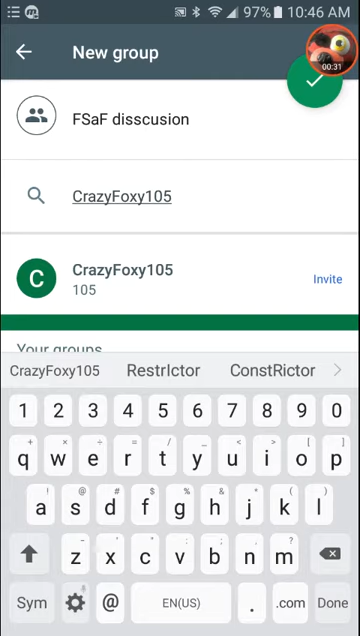 97% 10:46 AM
New group
00:31
FSaF disscusion
CrazyFoxy105
C CrazyFoxy105 Invite
105
Your groups
CrazyFoxy105 RestrIctor ConstRictor
1 2 3 4 5 6 7 8 9 0
+ × ÷ = / _ < > [ ]
q w e r t y u i o p
! @ # $ % & * ( )
a s d f g h j k l
- ' " : ; , ?
z x c v b n m
Sym @ EN(US) . .com Done